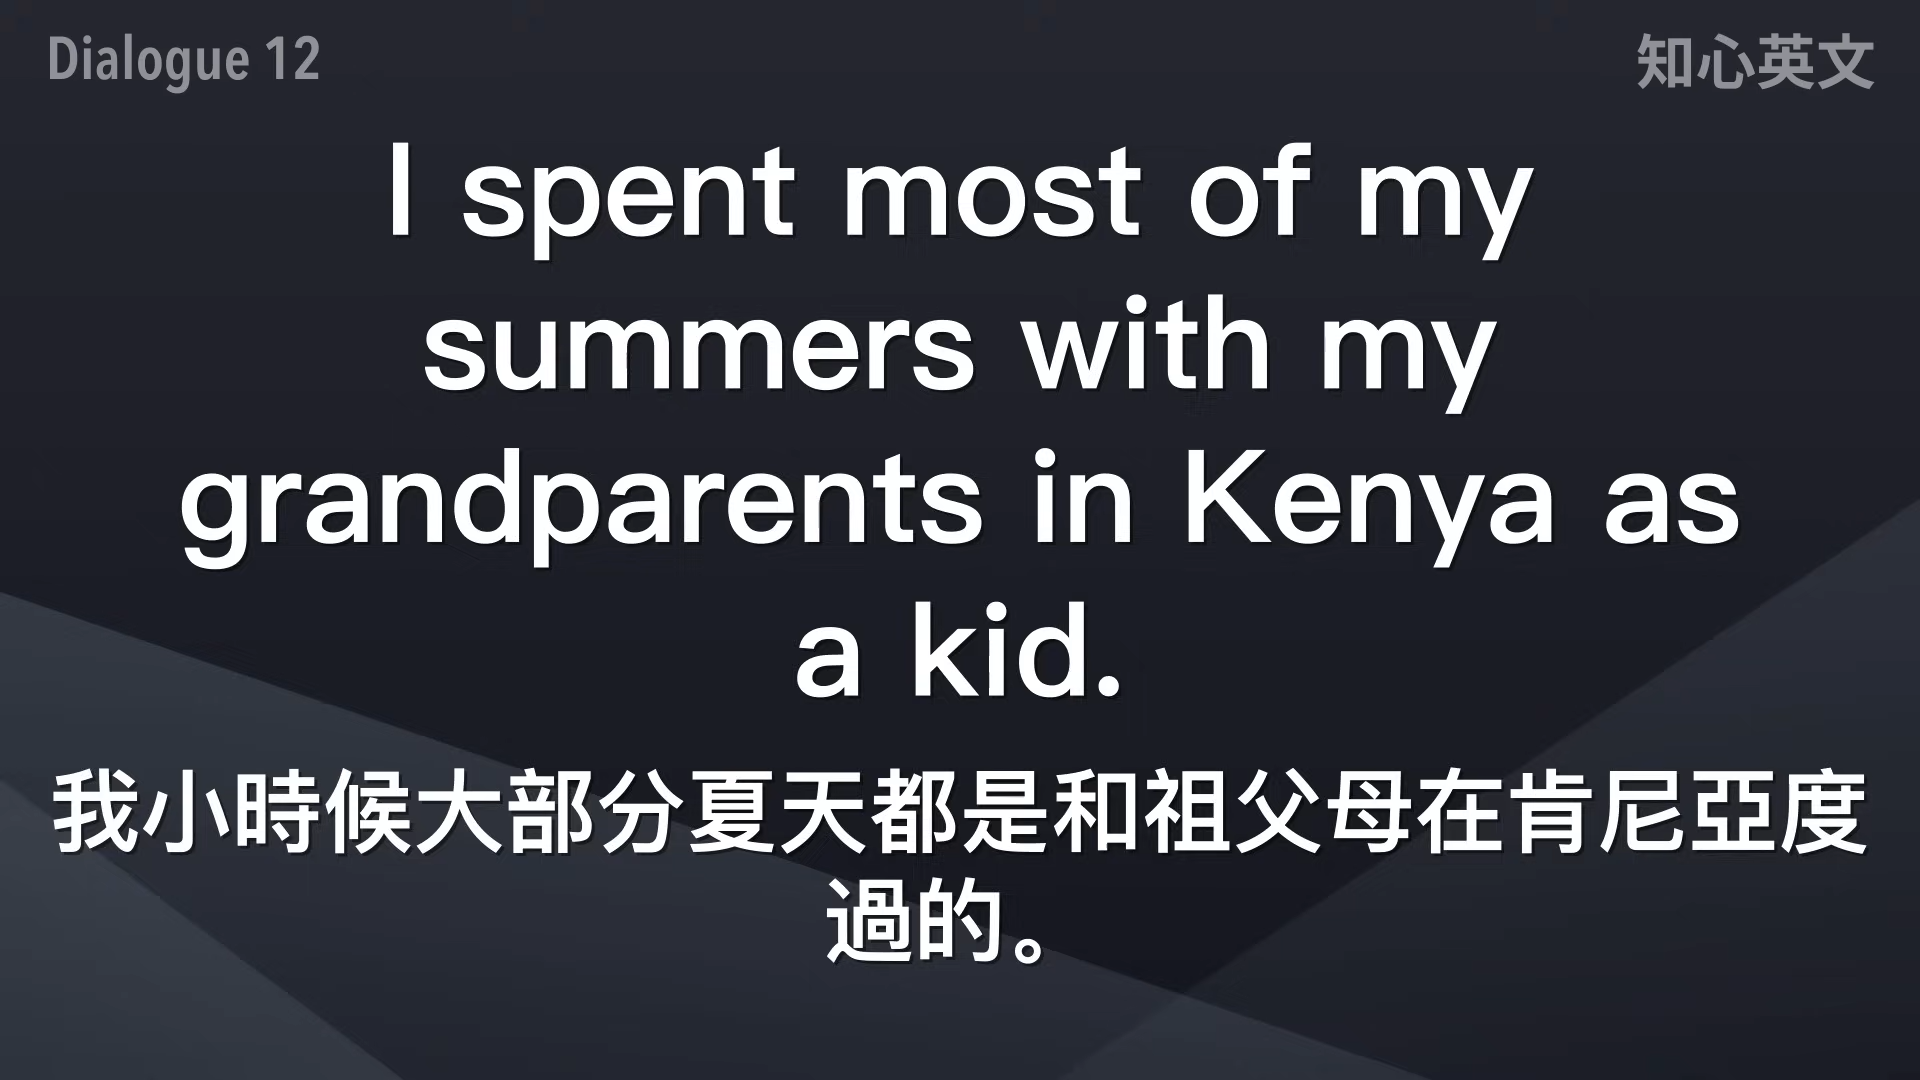 Dialogue 12
知心英文
I spent most of my
summers with my
grandparents in Kenya as
a kid.
我小時候大部分夏天都是和祖父母在肯尼亞度
過的。